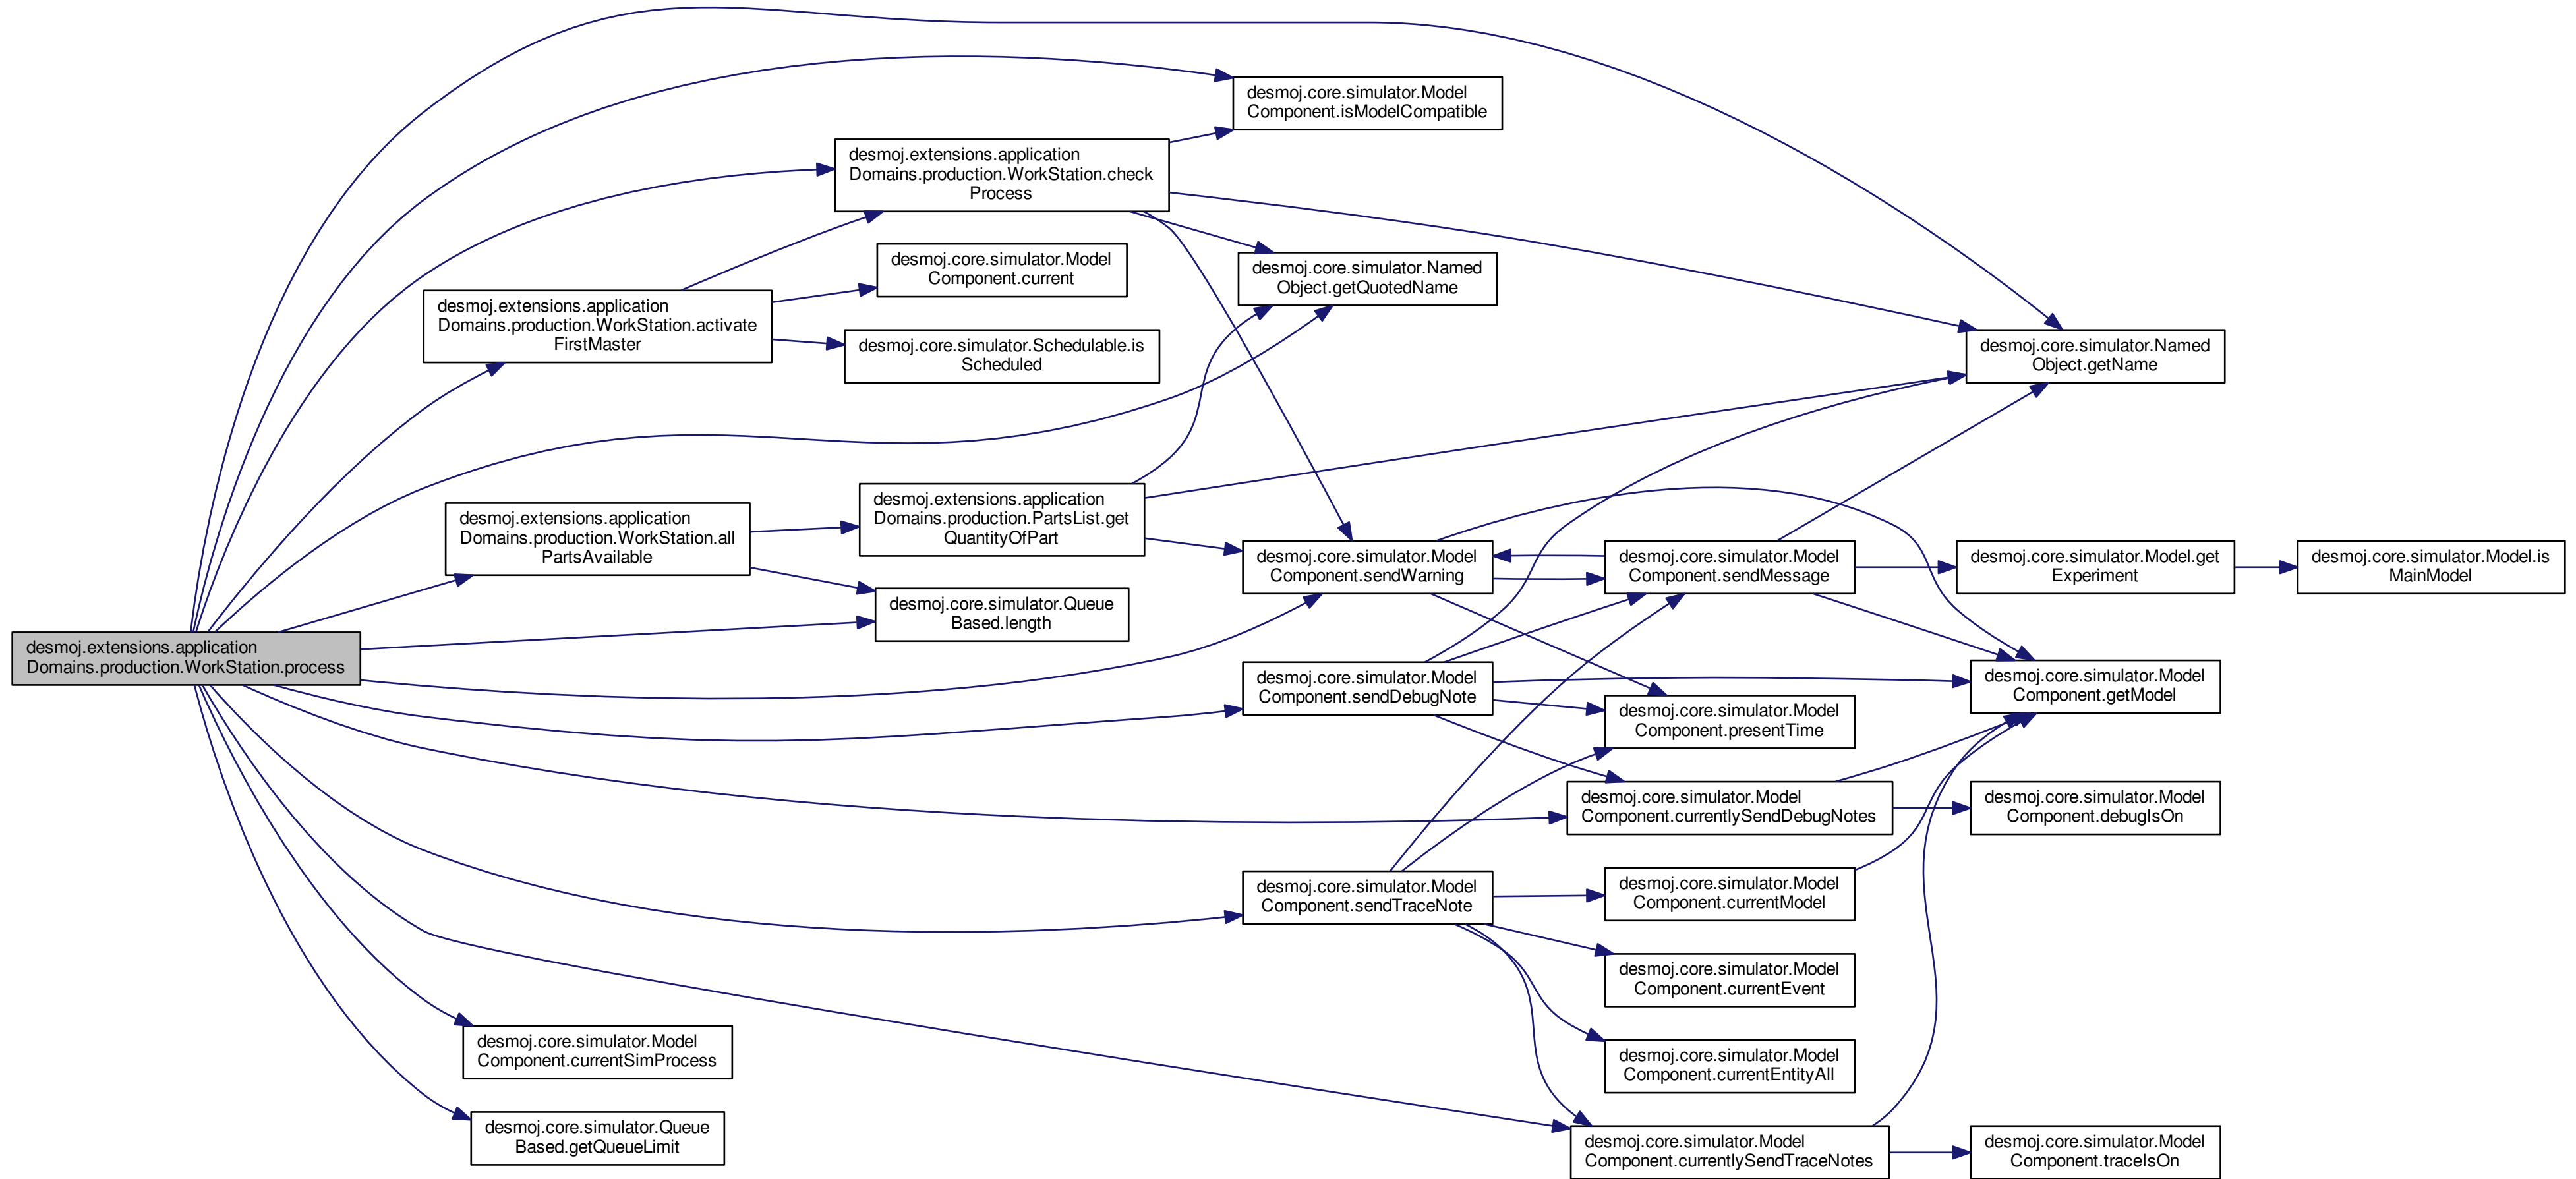 desmoj.extensions.application
Domains.production.WorkStation.process
desmoj.extensions.application
Domains.production.WorkStation.activate
FirstMaster
desmoj.extensions.application
Domains.production.WorkStation.all
PartsAvailable
desmoj.core.simulator.Model
Component.currentSimProcess
desmoj.core.simulator.Queue
Based.getQueueLimit
desmoj.extensions.application
Domains.production.WorkStation.check
Process
desmoj.core.simulator.Model
Component.current
desmoj.core.simulator.Schedulable.is
Scheduled
desmoj.extensions.application
Domains.production.PartsList.get
QuantityOfPart
desmoj.core.simulator.Queue
Based.length
desmoj.core.simulator.Model
Component.isModelCompatible
desmoj.core.simulator.Named
Object.getQuotedName
desmoj.core.simulator.Model
Component.sendWarning
desmoj.core.simulator.Model
Component.sendDebugNote
desmoj.core.simulator.Model
Component.sendTraceNote
desmoj.core.simulator.Model
Component.sendMessage
desmoj.core.simulator.Model
Component.presentTime
desmoj.core.simulator.Model
Component.currentlySendDebugNotes
desmoj.core.simulator.Model
Component.currentModel
desmoj.core.simulator.Model
Component.currentEvent
desmoj.core.simulator.Model
Component.currentEntityAll
desmoj.core.simulator.Model
Component.currentlySendTraceNotes
desmoj.core.simulator.Named
Object.getName
desmoj.core.simulator.Model.get
Experiment
desmoj.core.simulator.Model
Component.getModel
desmoj.core.simulator.Model
Component.debugIsOn
desmoj.core.simulator.Model
Component.traceIsOn
desmoj.core.simulator.Model.is
MainModel